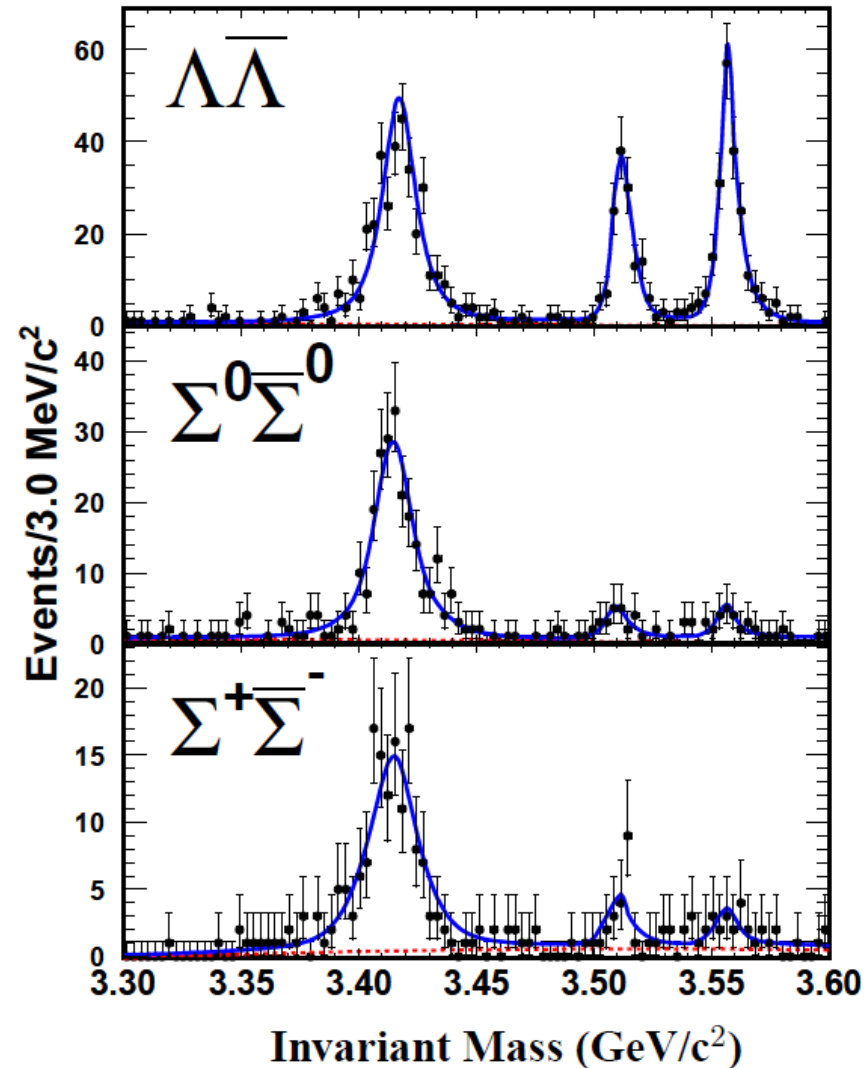 ΛΛ̅
60
40
20
0
Σ⁰Σ̅⁰
40
30
20
10
0
Σ⁺Σ̅⁻
20
15
10
5
0
3.30 3.35 3.40 3.45 3.50 3.55 3.60
Events/3.0 MeV/c²
Invariant Mass (GeV/c²)